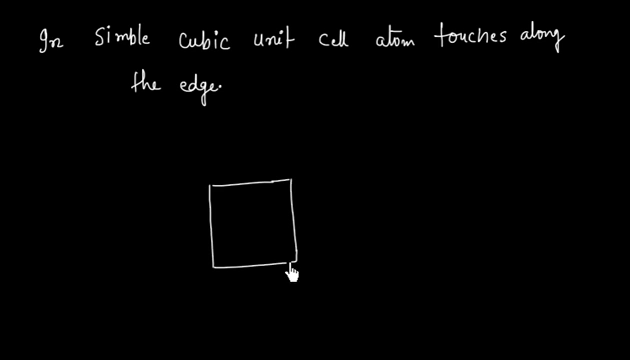 In simble cubic unit cell atom touches along
the edge.